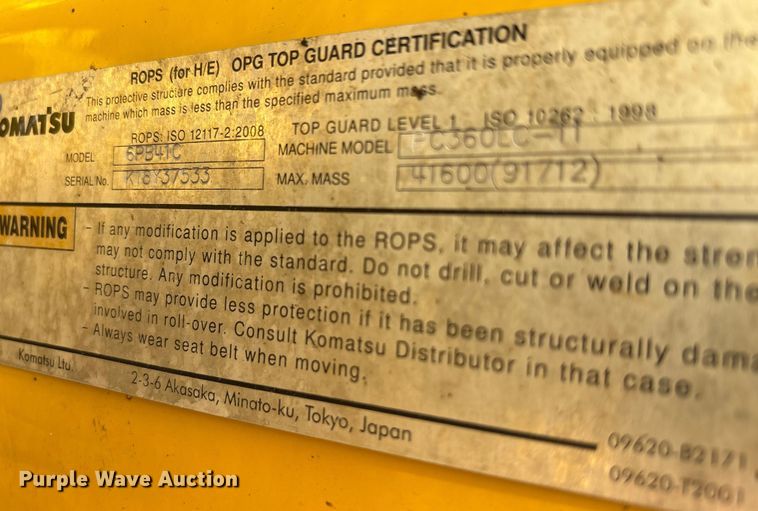 ROPS (for H/E) OPG TOP GUARD CERTIFICATION
OMATSU
This protective structure complies with the standard provided that it is properly equipped on the
machine which mass is less than the specified maximum mass.
ROPS: ISO 12117-2:2008 TOP GUARD LEVEL 1 ISO 10262 : 1998
MODEL 6PB41C MACHINE MODEL PC360LC-11
SERIAL No. K18Y37533 MAX. MASS 41600(91712)
WARNING
- If any modification is applied to the ROPS, it may affect the stren
may not comply with the standard. Do not drill, cut or weld on the
structure. Any modification is prohibited.
- ROPS may provide less protection if it has been structurally dama
involved in roll-over. Consult Komatsu Distributor in that case.
- Always wear seat belt when moving.
Komatsu Ltd.
2-3-6 Akasaka, Minato-ku, Tokyo, Japan
09620-B2171
09620-T2001
Purple Wave Auction